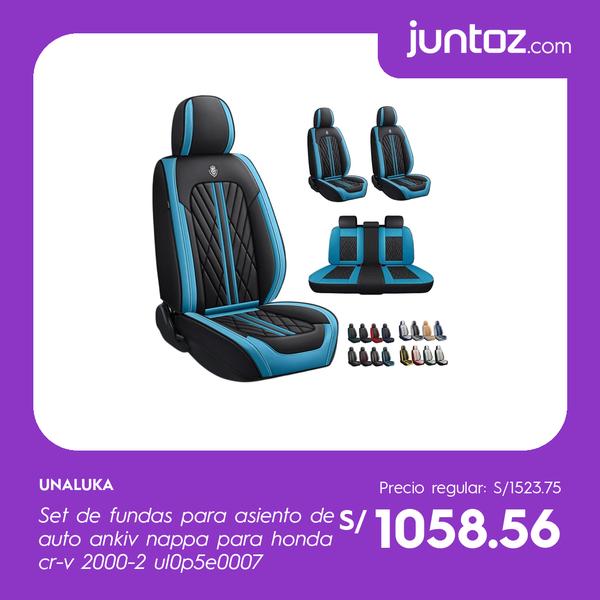 juntoz.com
UNALUKA
Precio regular: S/1523.75
Set de fundas para asiento de
auto ankiv nappa para honda
cr-v 2000-2 ul0p5e0007
S/ 1058.56